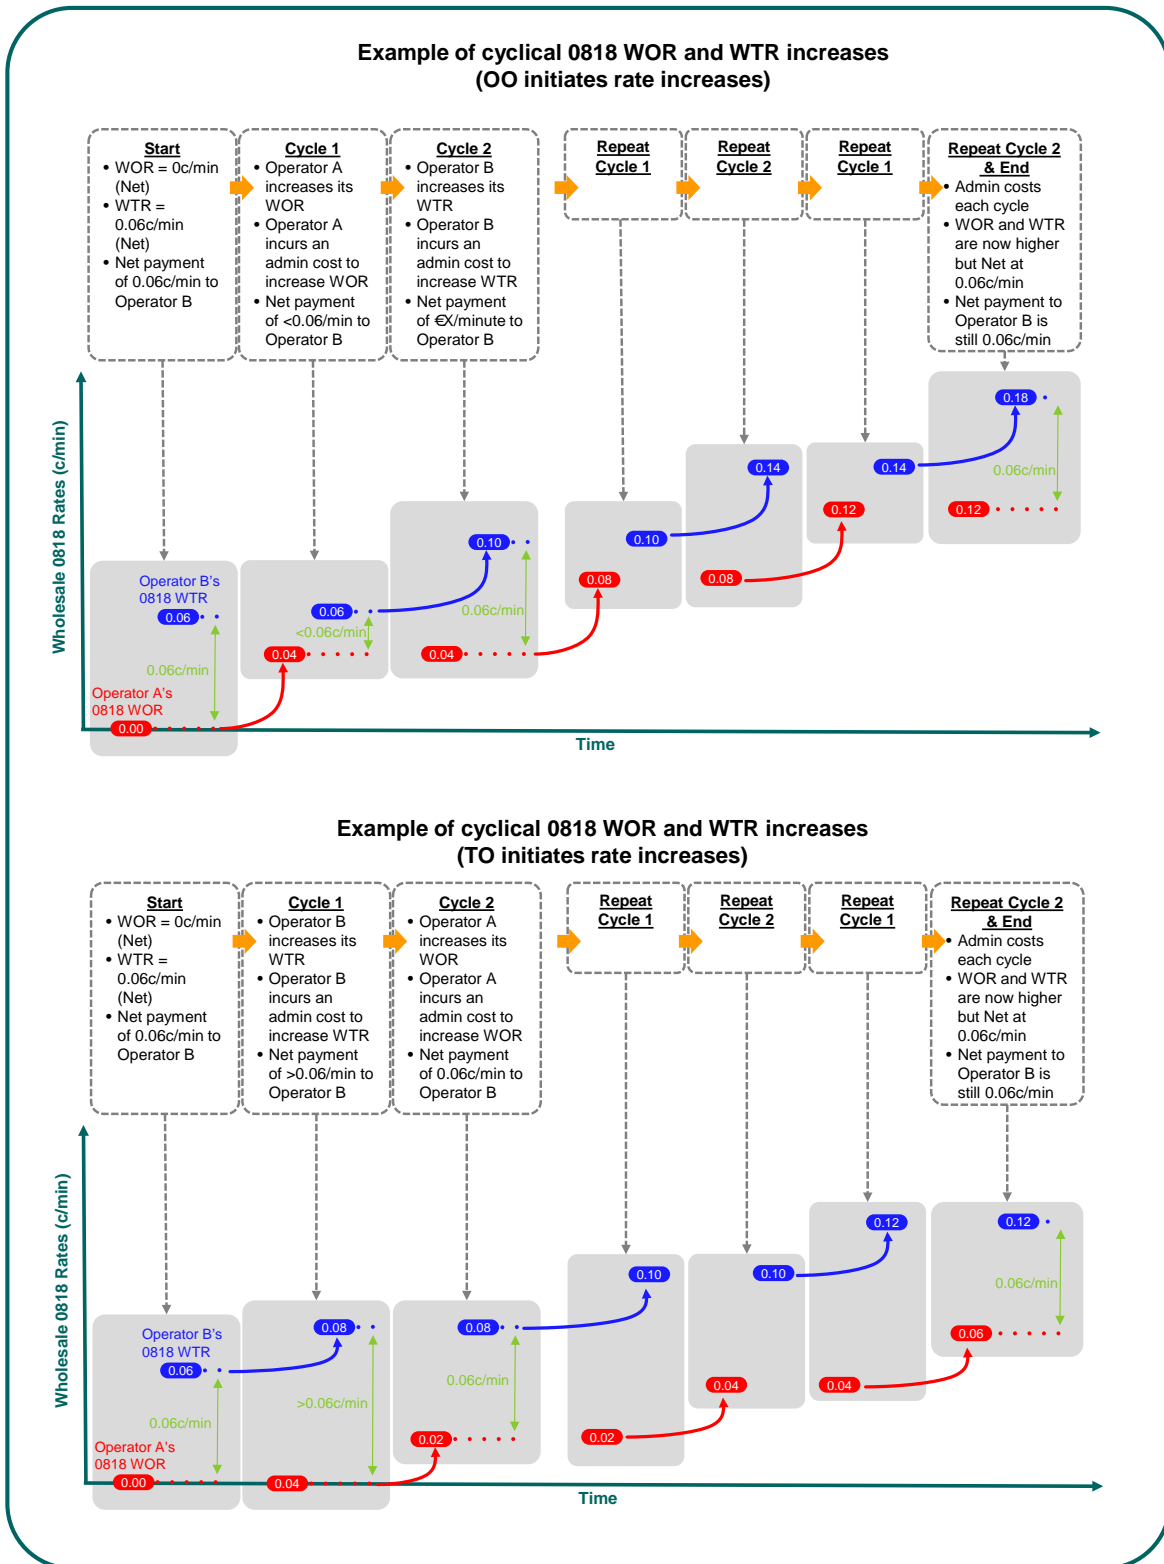 Example of cyclical 0818 WOR and WTR increases
(OO initiates rate increases)
Start
• WOR = 0c/min
(Net)
• WTR =
0.06c/min
(Net)
• Net payment
of 0.06c/min to
Operator B
Cycle 1
• Operator A
increases its
WOR
• Operator A
incurs an
admin cost to
increase WOR
• Net payment
of <0.06/min to
Operator B
Cycle 2
• Operator B
increases its
WTR
• Operator B
incurs an
admin cost to
increase WTR
• Net payment
of €X/minute to
Operator B
Repeat
Cycle 1
Repeat
Cycle 2
Repeat
Cycle 1
Repeat Cycle 2
& End
• Admin costs
each cycle
• WOR and WTR
are now higher
but Net at
0.06c/min
• Net payment to
Operator B is
still 0.06c/min
Wholesale 0818 Rates (c/min)
Operator B's
0818 WTR
0.06
0.06c/min
Operator A's
0818 WOR
0.00
0.06
<0.06c/min
0.04
0.10
0.06c/min
0.04
0.10
0.08
0.14
0.08
0.14
0.12
0.18
0.06c/min
0.12
Time
Example of cyclical 0818 WOR and WTR increases
(TO initiates rate increases)
Start
• WOR = 0c/min
(Net)
• WTR =
0.06c/min
(Net)
• Net payment
of 0.06c/min to
Operator B
Cycle 1
• Operator B
increases its
WTR
• Operator B
incurs an
admin cost to
increase WTR
• Net payment
of >0.06/min to
Operator B
Cycle 2
• Operator A
increases its
WOR
• Operator A
incurs an
admin cost to
increase WOR
• Net payment
of 0.06c/min to
Operator B
Repeat
Cycle 1
Repeat
Cycle 2
Repeat
Cycle 1
Repeat Cycle 2
& End
• Admin costs
each cycle
• WOR and WTR
are now higher
but Net at
0.06c/min
• Net payment to
Operator B is
still 0.06c/min
Wholesale 0818 Rates (c/min)
Operator B's
0818 WTR
0.06
0.06c/min
Operator A's
0818 WOR
0.00
0.08
>0.06c/min
0.04
0.08
0.06c/min
0.02
0.10
0.02
0.10
0.04
0.12
0.04
0.12
0.06c/min
0.06
Time